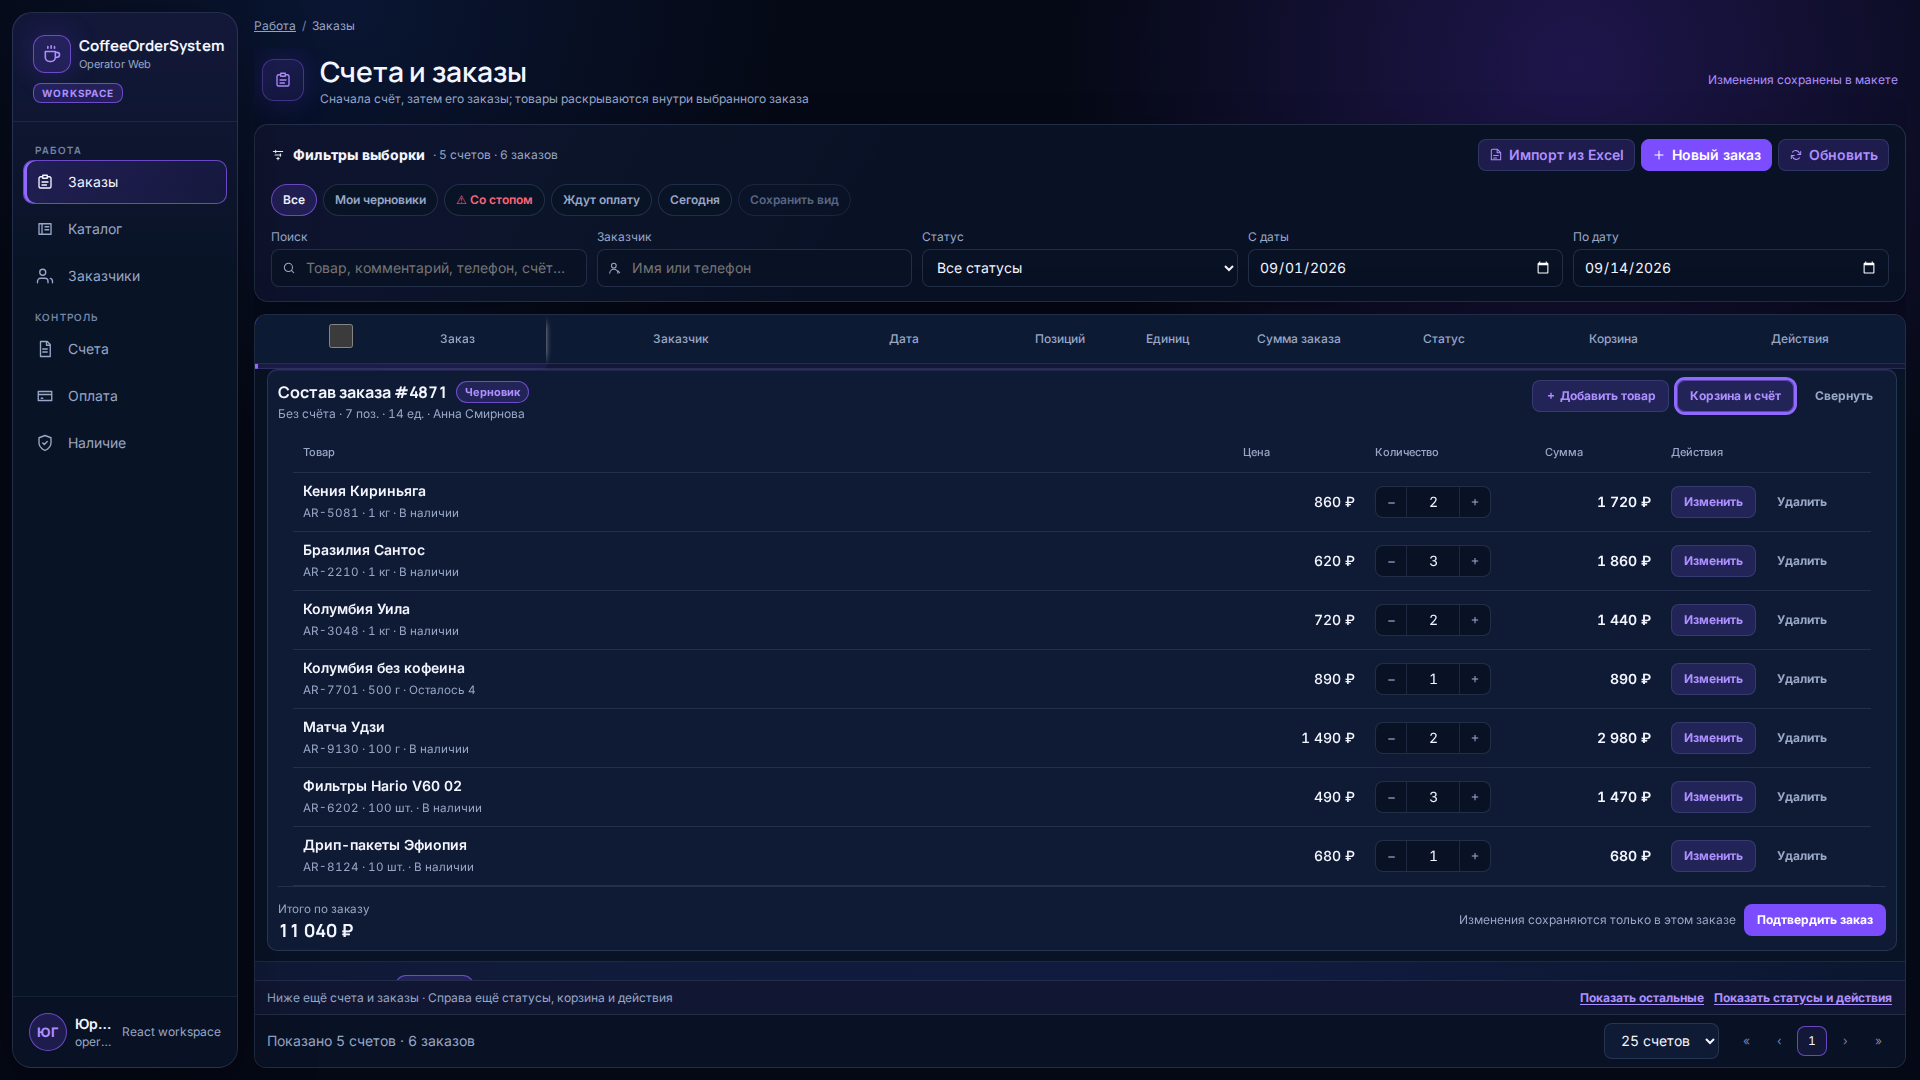 CoffeeOrderSystem
Operator Web
WORKSPACE
РАБОТА
Заказы
Каталог
Заказчики
КОНТРОЛЬ
Счета
Оплата
Наличие
ЮГ
Юр...
oper...
React workspace
Работа / Заказы
Счета и заказы
Сначала счёт, затем его заказы; товары раскрываются внутри выбранного заказа
Изменения сохранены в макете
Фильтры выборки · 5 счетов · 6 заказов
Импорт из Excel
+ Новый заказ
Обновить
Все
Мои черновики
⚠ Со стопом
Ждут оплату
Сегодня
Сохранить вид
Поиск
Заказчик
Статус
С даты
По дату
Товар, комментарий, телефон, счёт...
Имя или телефон
Все статусы
09/01/2026
09/14/2026
Заказ Заказчик Дата Позиций Единиц Сумма заказа Статус Корзина Действия
Состав заказа #4871 Черновик
Без счёта · 7 поз. · 14 ед. · Анна Смирнова
+ Добавить товар
Корзина и счёт
Свернуть
Товар Цена Количество Сумма Действия
Кения Кириньяга
AR-5081 · 1 кг · В наличии
860 ₽ − 2 + 1 720 ₽ Изменить Удалить
Бразилия Сантос
AR-2210 · 1 кг · В наличии
620 ₽ − 3 + 1 860 ₽ Изменить Удалить
Колумбия Уила
AR-3048 · 1 кг · В наличии
720 ₽ − 2 + 1 440 ₽ Изменить Удалить
Колумбия без кофеина
AR-7701 · 500 г · Осталось 4
890 ₽ − 1 + 890 ₽ Изменить Удалить
Матча Удзи
AR-9130 · 100 г · В наличии
1 490 ₽ − 2 + 2 980 ₽ Изменить Удалить
Фильтры Hario V60 02
AR-6202 · 100 шт. · В наличии
490 ₽ − 3 + 1 470 ₽ Изменить Удалить
Дрип-пакеты Эфиопия
AR-8124 · 10 шт. · В наличии
680 ₽ − 1 + 680 ₽ Изменить Удалить
Итого по заказу
11 040 ₽
Изменения сохраняются только в этом заказе
Подтвердить заказ
Ниже ещё счета и заказы · Справа ещё статусы, корзина и действия
Показать остальные
Показать статусы и действия
Показано 5 счетов · 6 заказов
25 счетов
« ‹ 1 › »